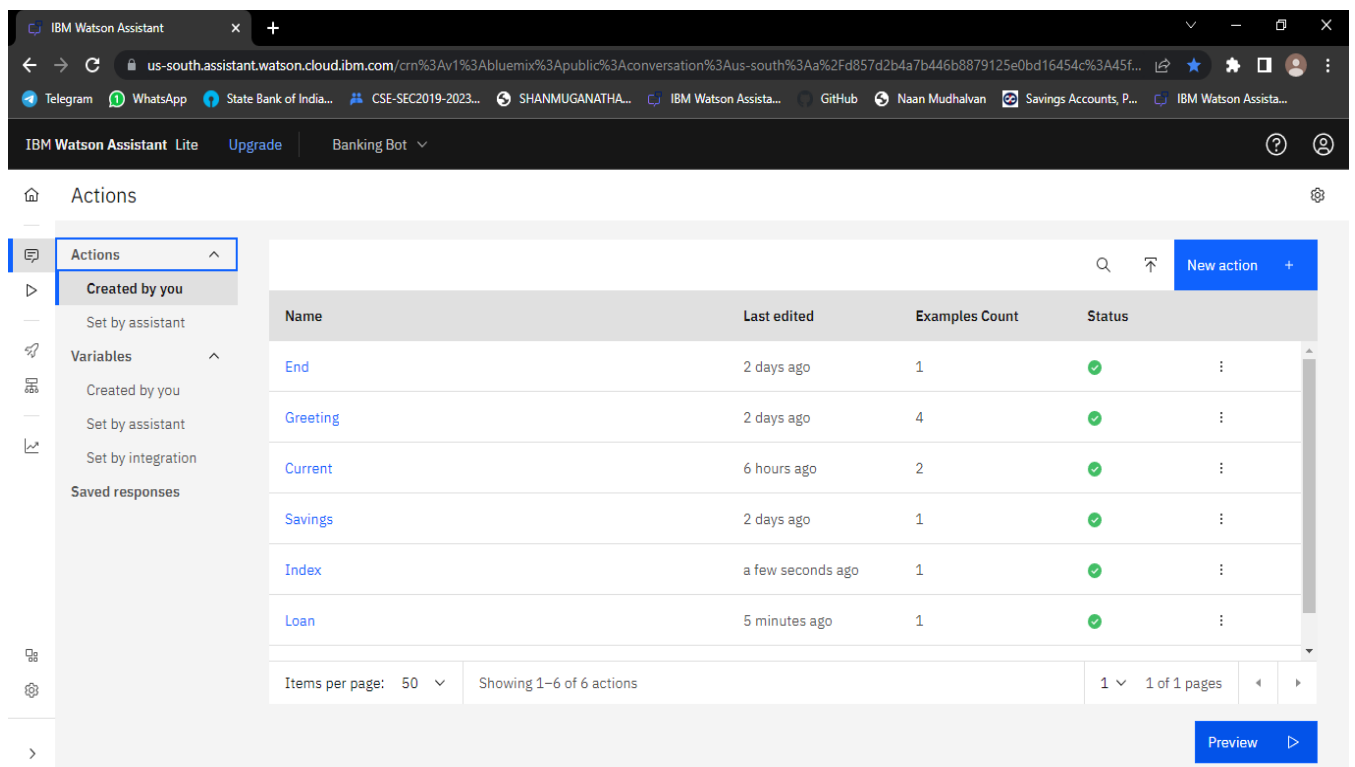 IBM Watson Assistant
us-south.assistant.watson.cloud.ibm.com/crn%3Av1%3Abluemix%3Apublic%3Aconversation%3Aus-south%3Aa%2Fd857d2b4a7b446b8879125e0bd16454c%3A45f...
Telegram WhatsApp State Bank of India... CSE-SEC2019-2023... SHANMUGANATHA... IBM Watson Assista... GitHub Naan Mudhalvan Savings Accounts, P... IBM Watson Assista...
IBM Watson Assistant Lite Upgrade Banking Bot
Actions
Actions
Created by you
Set by assistant
Variables
Created by you
Set by assistant
Set by integration
Saved responses
New action +
Name Last edited Examples Count Status
End 2 days ago 1
Greeting 2 days ago 4
Current 6 hours ago 2
Savings 2 days ago 1
Index a few seconds ago 1
Loan 5 minutes ago 1
Items per page: 50 Showing 1–6 of 6 actions 1 1 of 1 pages
Preview